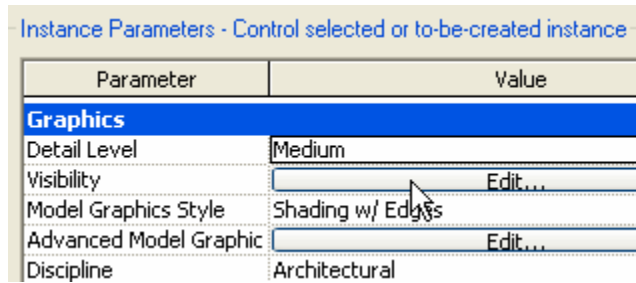 Instance Parameters - Control selected or to-be-created instance
Parameter Value
Graphics
Detail Level Medium
Visibility Edit...
Model Graphics Style Shading w/ Edges
Advanced Model Graphic Edit...
Discipline Architectural